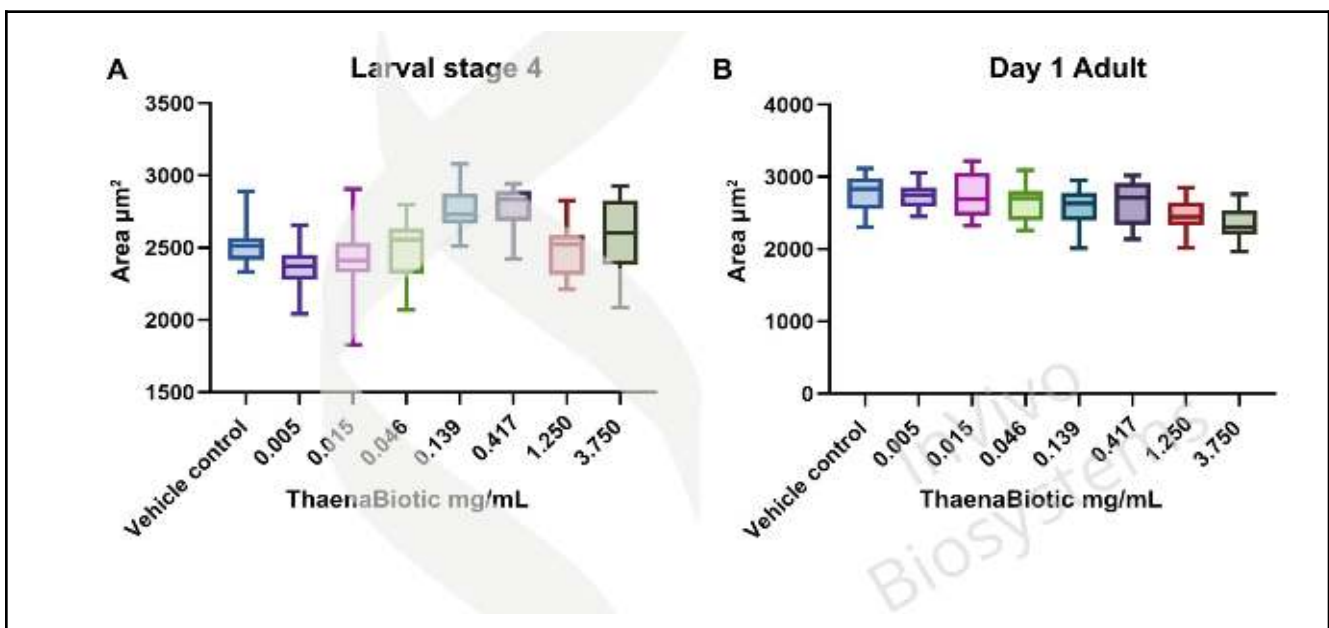 A
Larval stage 4
Area µm²
3500
3000
2500
2000
1500
Vehicle control
0.005
0.015
0.046
0.139
0.417
1.250
3.750
ThaenaBiotic mg/mL
B
Day 1 Adult
Area µm²
4000
3000
2000
1000
0
Vehicle control
0.005
0.015
0.046
0.139
0.417
1.250
3.750
ThaenaBiotic mg/mL
InVivo
Biosystems